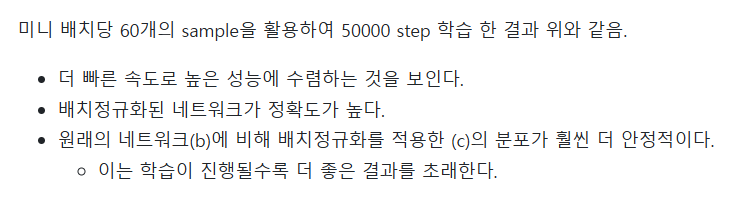 미니 배치당 60개의 sample을 활용하여 50000 step 학습 한 결과 위와 같음.
더 빠른 속도로 높은 성능에 수렴하는 것을 보인다.
배치정규화된 네트워크가 정확도가 높다.
원래의 네트워크(b)에 비해 배치정규화를 적용한 (c)의 분포가 훨씬 더 안정적이다.
이는 학습이 진행될수록 더 좋은 결과를 초래한다.